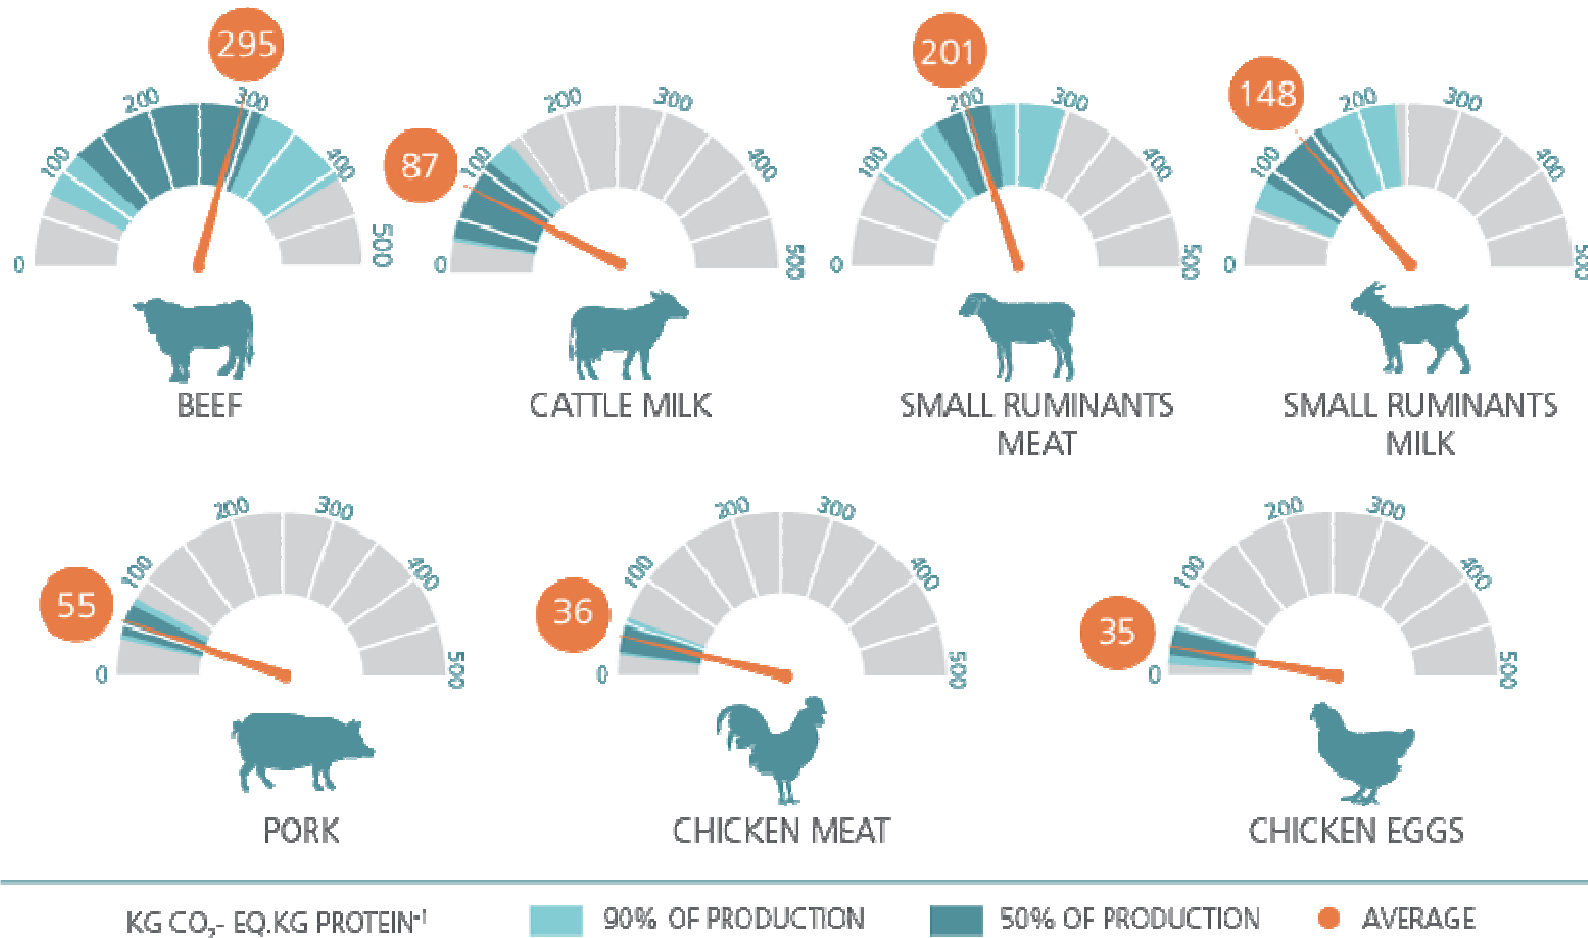 295
0 100 200 300 400 500
BEEF
87
0 100 200 300 400 500
CATTLE MILK
201
0 100 200 300 400 500
SMALL RUMINANTS
MEAT
148
0 100 200 300 400 500
SMALL RUMINANTS
MILK
55
0 100 200 300 400 500
PORK
36
0 100 200 300 400 500
CHICKEN MEAT
35
0 100 200 300 400 500
CHICKEN EGGS
KG CO₂- EQ.KG PROTEIN⁻¹
90% OF PRODUCTION
50% OF PRODUCTION
AVERAGE